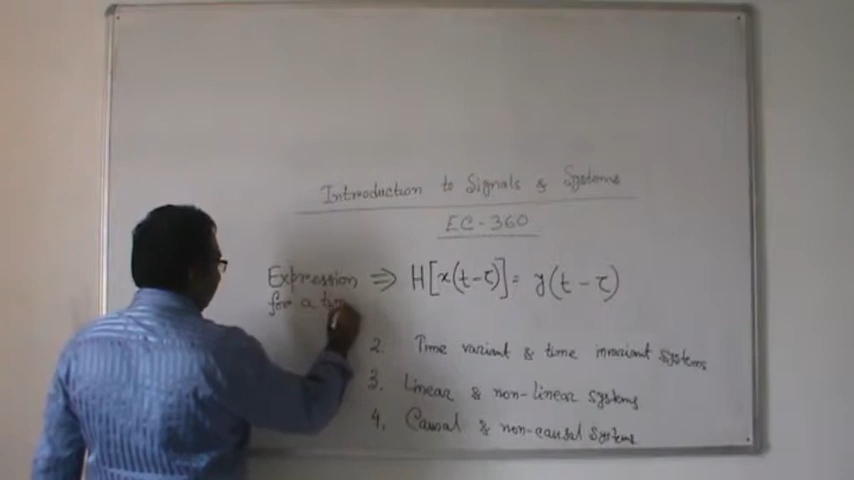 Introduction to Signals & Systems
EC-360
Expression ⇒ H[x(t-τ)] = y(t-τ)
for a
2. Time variant & time invariant systems
3. Linear & non-linear systems
4. Causal & non-causal systems